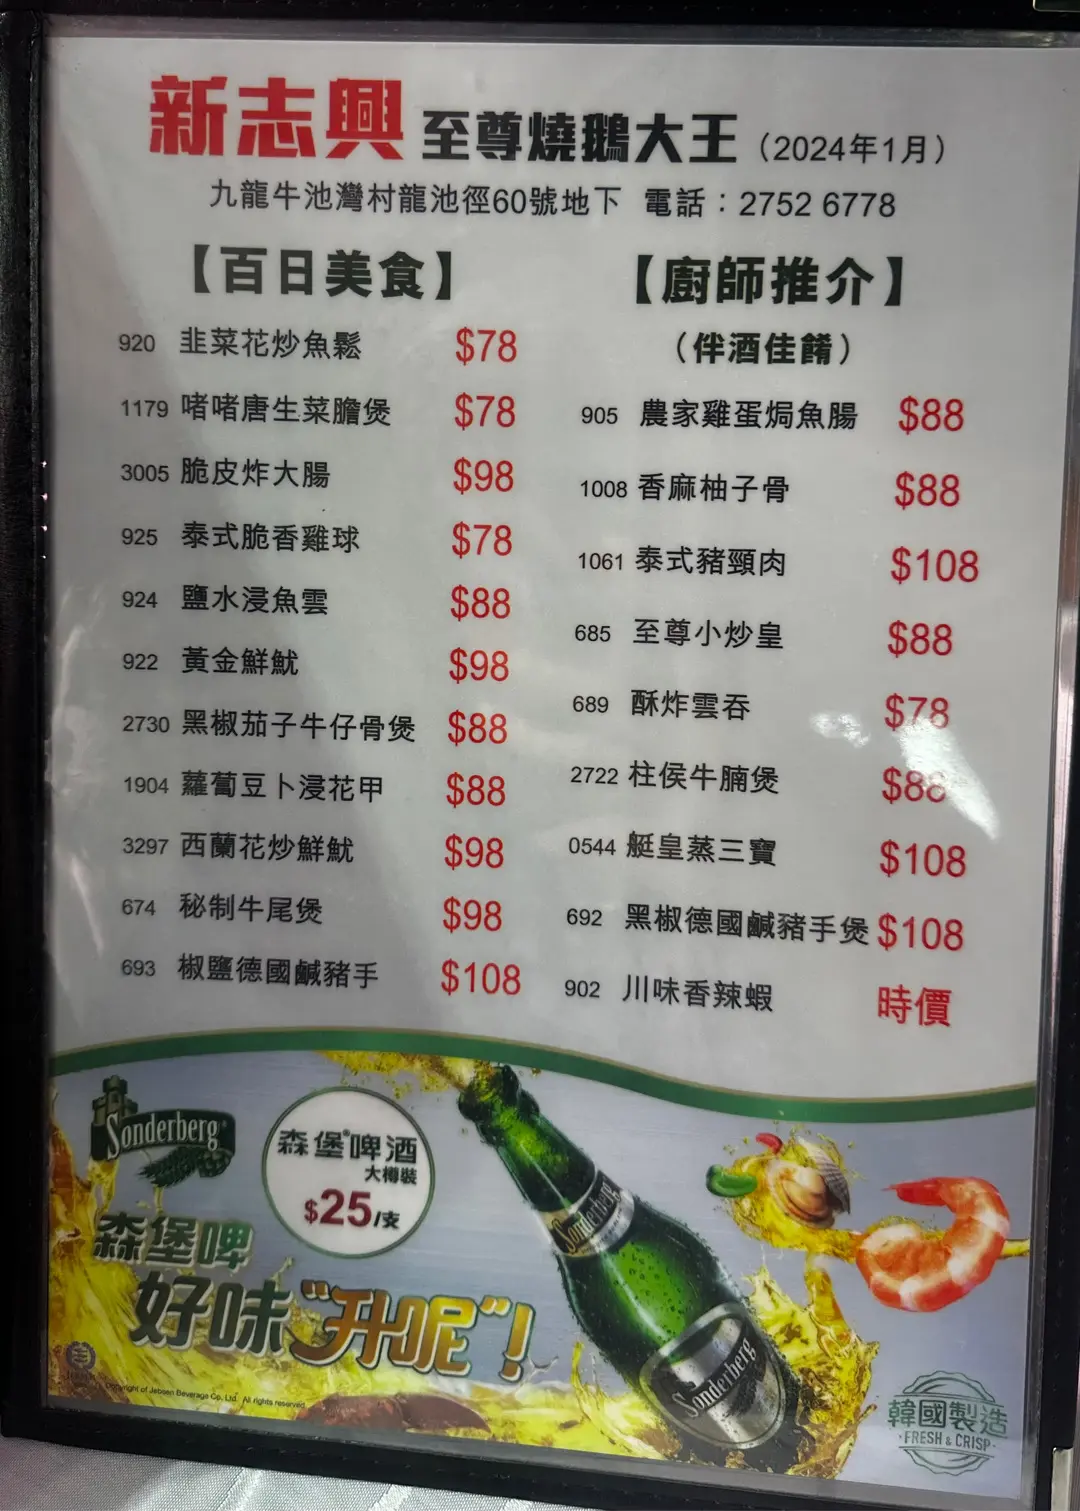 新志興 至尊燒鵝大王（2024年1月）
九龍牛池灣村龍池徑60號地下 電話：2752 6778
【百日美食】
920 韭菜花炒魚鬆 $78
1179 啫啫唐生菜膽煲 $78
3005 脆皮炸大腸 $98
925 泰式脆香雞球 $78
924 鹽水浸魚雲 $88
922 黃金鮮魷 $98
2730 黑椒茄子牛仔骨煲 $88
1904 蘿蔔豆卜浸花甲 $88
3297 西蘭花炒鮮魷 $98
674 秘制牛尾煲 $98
693 椒鹽德國鹹豬手 $108
【廚師推介】
（伴酒佳餚）
905 農家雞蛋焗魚腸 $88
1008 香麻柚子骨 $88
1061 泰式豬頸肉 $108
685 至尊小炒皇 $88
689 酥炸雲吞 $78
2722 柱侯牛腩煲 $88
0544 艇皇蒸三寶 $108
692 黑椒德國鹹豬手煲 $108
902 川味香辣蝦 時價
Sonderberg
森堡®啤酒
大樽裝
$25/支
森堡啤
好味"升呢"!
Sonderberg
Sonderberg
Copyright of Jebsen Beverage Co., Ltd. All rights reserved
韓國製造
·FRESH & CRISP·